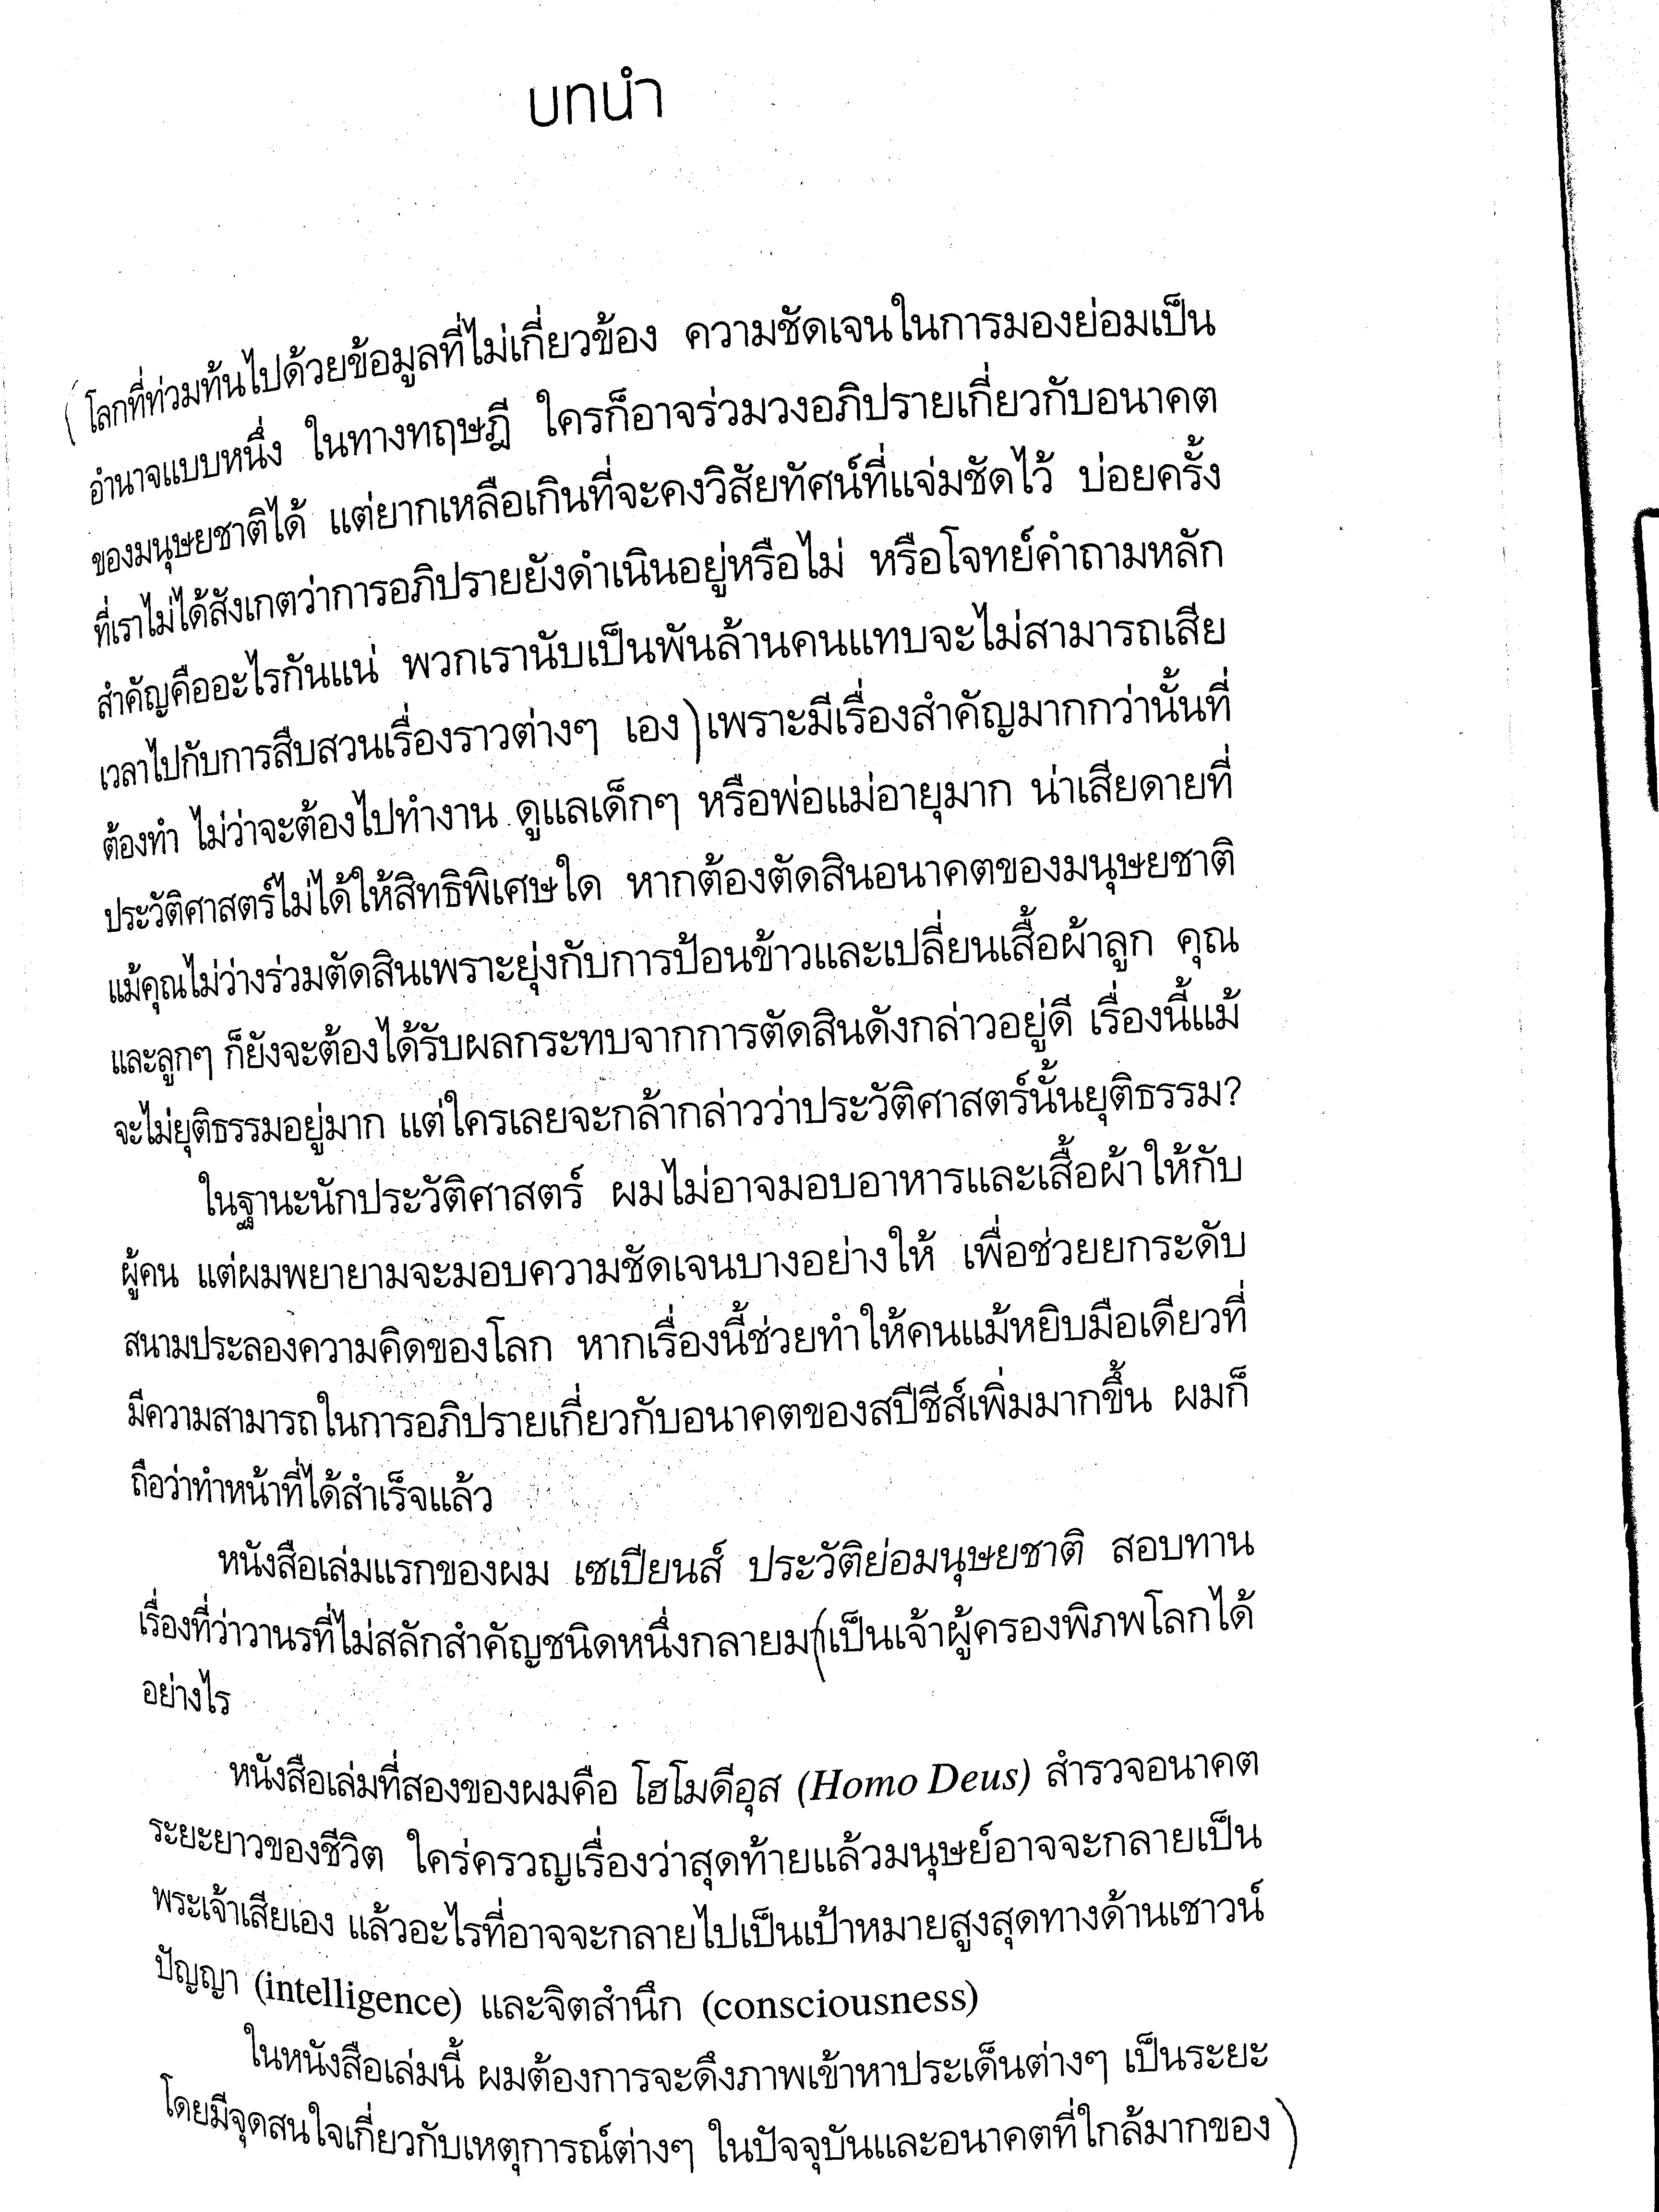 บทนำ
(โลกที่ท่วมท้นไปด้วยข้อมูลที่ไม่เกี่ยวข้อง ความชัดเจนในการมองย่อมเป็น
อำนาจแบบหนึ่ง ในทางทฤษฎี ใครก็อาจร่วมวงอภิปรายเกี่ยวกับอนาคต
ของมนุษยชาติได้ แต่ยากเหลือเกินที่จะคงวิสัยทัศน์ที่แจ่มชัดไว้ บ่อยครั้ง
ที่เราไม่ได้สังเกตว่าการอภิปรายยังดำเนินอยู่หรือไม่ หรือโจทย์คำถามหลัก
สำคัญคืออะไรกันแน่ พวกเรานับเป็นพันล้านคนแทบจะไม่สามารถเสีย
เวลาไปกับการสืบสวนเรื่องราวต่างๆ เอง) เพราะมีเรื่องสำคัญมากกว่านั้นที่
ต้องทำ ไม่ว่าจะต้องไปทำงาน ดูแลเด็กๆ หรือพ่อแม่อายุมาก น่าเสียดายที่
ประวัติศาสตร์ไม่ได้ให้สิทธิพิเศษใด หากต้องตัดสินอนาคตของมนุษยชาติ
แม้คุณไม่ว่างร่วมตัดสินเพราะยุ่งกับการป้อนข้าวและเปลี่ยนเสื้อผ้าลูก คุณ
และลูกๆ ก็ยังจะต้องได้รับผลกระทบจากการตัดสินดังกล่าวอยู่ดี เรื่องนี้แม้
จะไม่ยุติธรรมอยู่มาก แต่ใครเลยจะกล้ากล่าวว่าประวัติศาสตร์นั้นยุติธรรม?
ในฐานะนักประวัติศาสตร์ ผมไม่อาจมอบอาหารและเสื้อผ้าให้กับ
ผู้คน แต่ผมพยายามจะมอบความชัดเจนบางอย่างให้ เพื่อช่วยยกระดับ
สนามประลองความคิดของโลก หากเรื่องนี้ช่วยทำให้คนแม้หยิบมือเดียวที่
มีความสามารถในการอภิปรายเกี่ยวกับอนาคตของสปีชีส์เพิ่มมากขึ้น ผมก็
ถือว่าทำหน้าที่ได้สำเร็จแล้ว
หนังสือเล่มแรกของผม เซเปียนส์ ประวัติย่อมนุษยชาติ สอบทาน
เรื่องที่ว่าวานรที่ไม่สลักสำคัญชนิดหนึ่งกลายมา(เป็นเจ้าผู้ครองพิภพโลกได้
อย่างไร
หนังสือเล่มที่สองของผมคือ โฮโมดีอุส (Homo Deus) สำรวจอนาคต
ระยะยาวของชีวิต ใคร่ครวญเรื่องว่าสุดท้ายแล้วมนุษย์อาจจะกลายเป็น
พระเจ้าเสียเอง แล้วอะไรที่อาจจะกลายไปเป็นเป้าหมายสูงสุดทางด้านเชาวน์
ปัญญา (intelligence) และจิตสำนึก (consciousness)
ในหนังสือเล่มนี้ ผมต้องการจะดึงภาพเข้าหาประเด็นต่างๆ เป็นระยะ
โดยมีจุดสนใจเกี่ยวกับเหตุการณ์ต่างๆ ในปัจจุบันและอนาคตที่ใกล้มากของ)